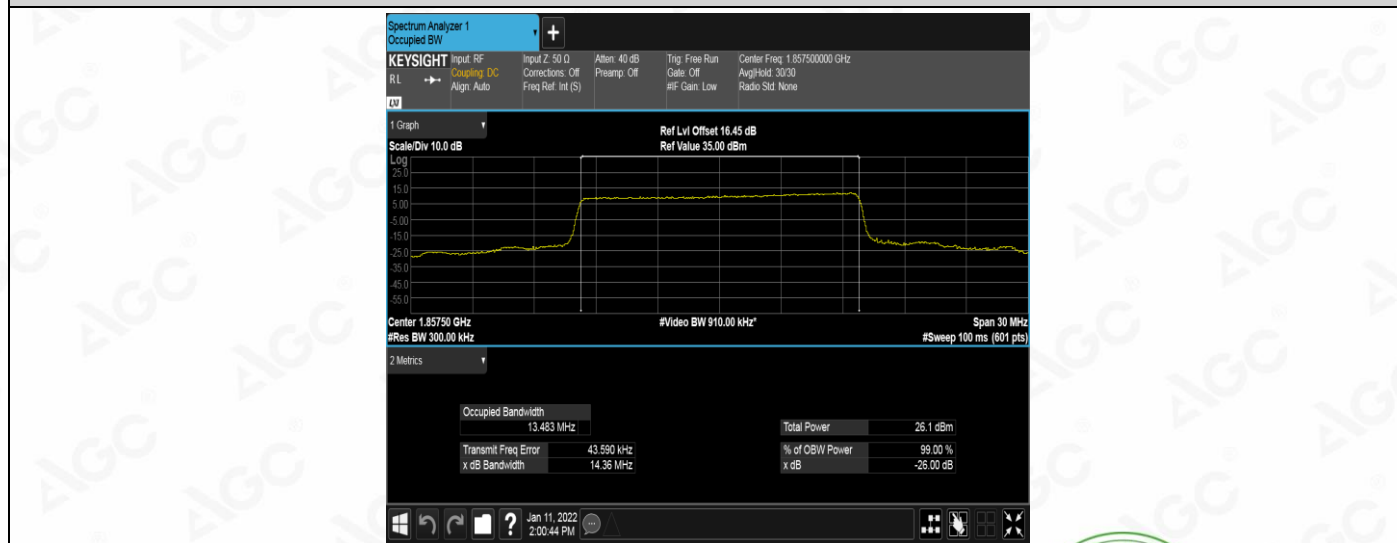 Spectrum Analyzer 1
Occupied BW
+
KEYSIGHT Input: RF Input Z: 50 Ω Atten: 40 dB Trig: Free Run Center Freq: 1.857500000 GHz
RL Coupling: DC Corrections: Off Preamp: Off Gate: Off Avg|Hold: 30/30
Align: Auto Freq Ref: Int (S) #IF Gain: Low Radio Std: None
LXI
1 Graph
Ref Lvl Offset 16.45 dB
Scale/Div 10.0 dB Ref Value 35.00 dBm
Log
25.0
15.0
5.00
-5.00
-15.0
-25.0
-35.0
-45.0
-55.0
Center 1.85750 GHz #Video BW 910.00 kHz* Span 30 MHz
#Res BW 300.00 kHz #Sweep 100 ms (601 pts)
2 Metrics
Occupied Bandwidth
13.483 MHz Total Power 26.1 dBm
Transmit Freq Error 43.590 kHz % of OBW Power 99.00 %
x dB Bandwidth 14.36 MHz x dB -26.00 dB
? Jan 11, 2022
2:00:44 PM
AGC